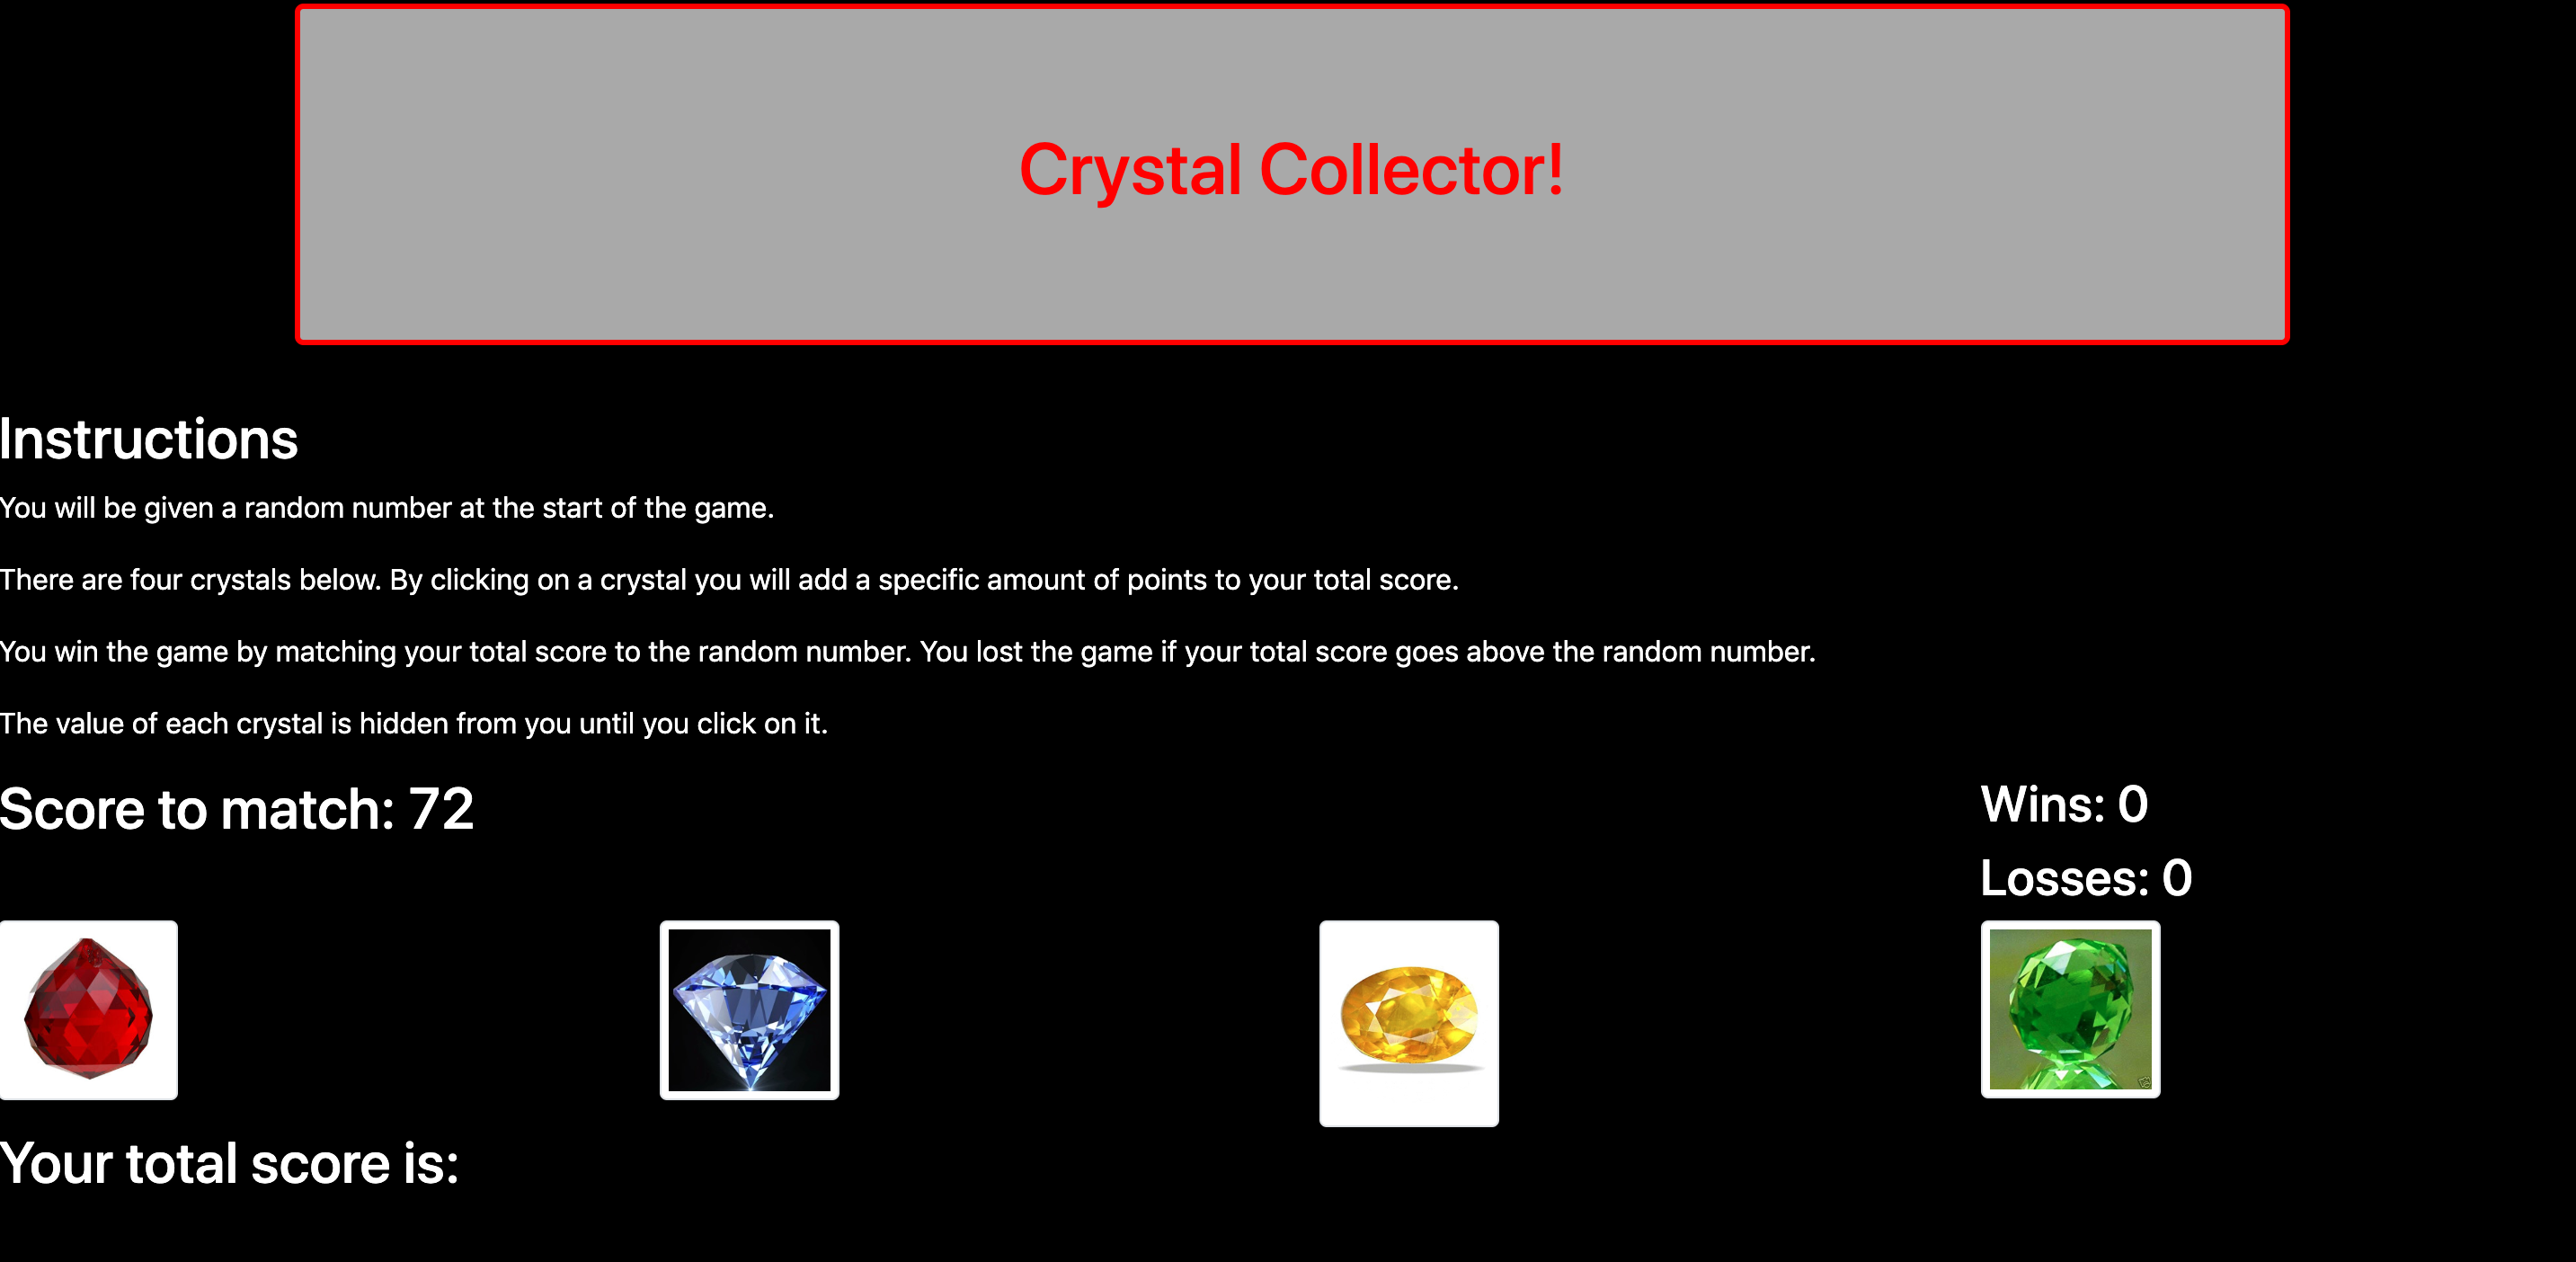 Crystal Collector!
Instructions
You will be given a random number at the start of the game.
There are four crystals below. By clicking on a crystal you will add a specific amount of points to your total score.
You win the game by matching your total score to the random number. You lost the game if your total score goes above the random number.
The value of each crystal is hidden from you until you click on it.
Score to match: 72
Wins: 0
Losses: 0
Your total score is: